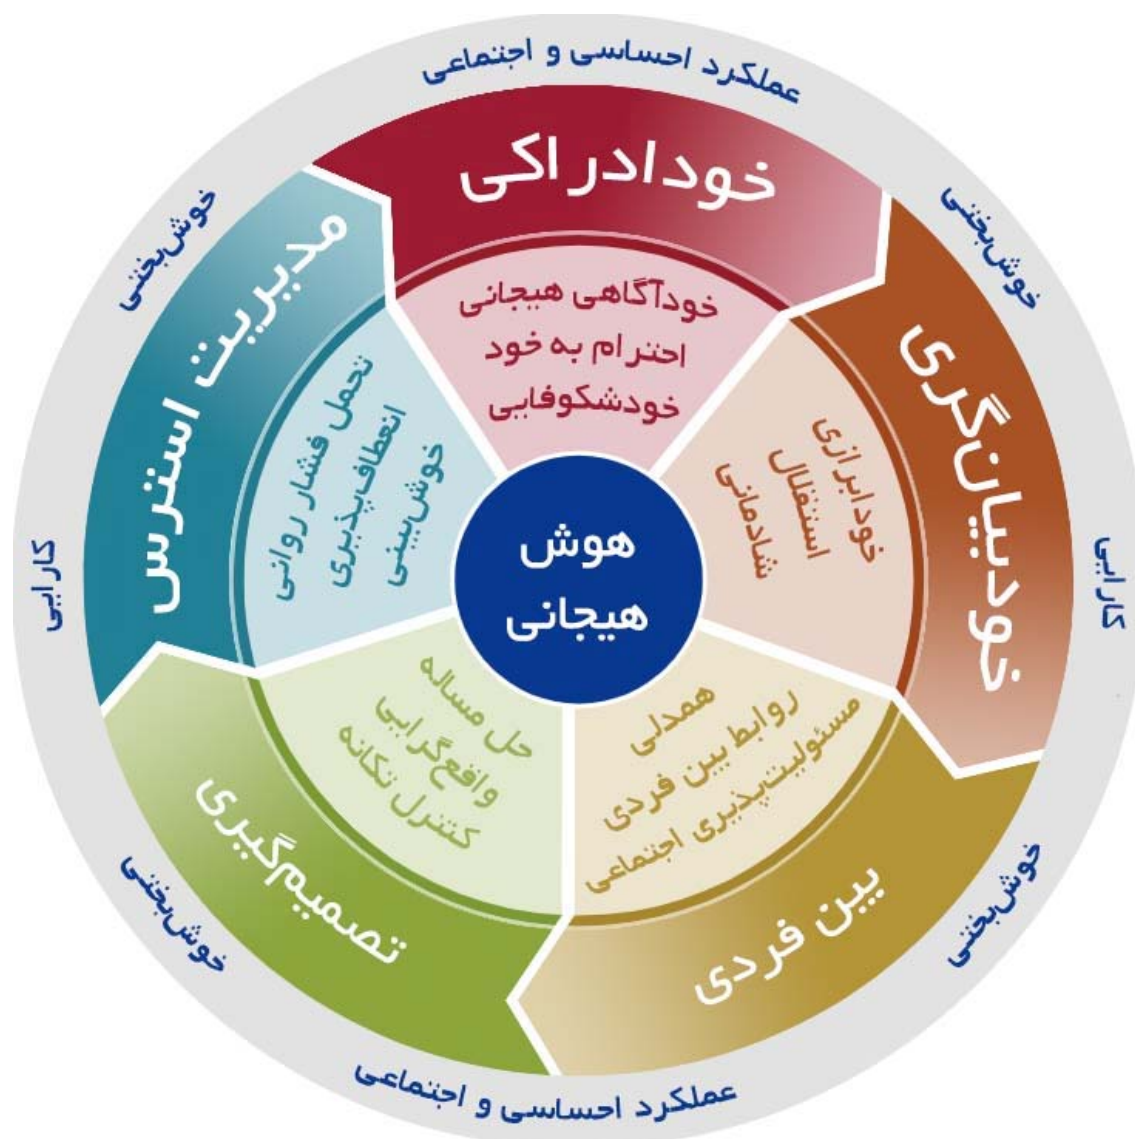 عملکرد احساسی و اجتماعی
خوش‌بختی
کارایی
خوش‌بختی
عملکرد احساسی و اجتماعی
خوش‌بختی
کارایی
خوش‌بختی
خودادراکی
خودآگاهی هیجانی
احترام به خود
خودشکوفایی
خودبیان‌گری
خودابرازی
استقلال
شادمانی
بین فردی
همدلی
روابط بین فردی
مسئولیت‌پذیری اجتماعی
تصمیم‌گیری
حل مساله
واقع‌گرایی
کنترل تکانه
مدیریت استرس
تحمل فشار روانی
انعطاف‌پذیری
خوش‌بینی
هوش
هیجانی